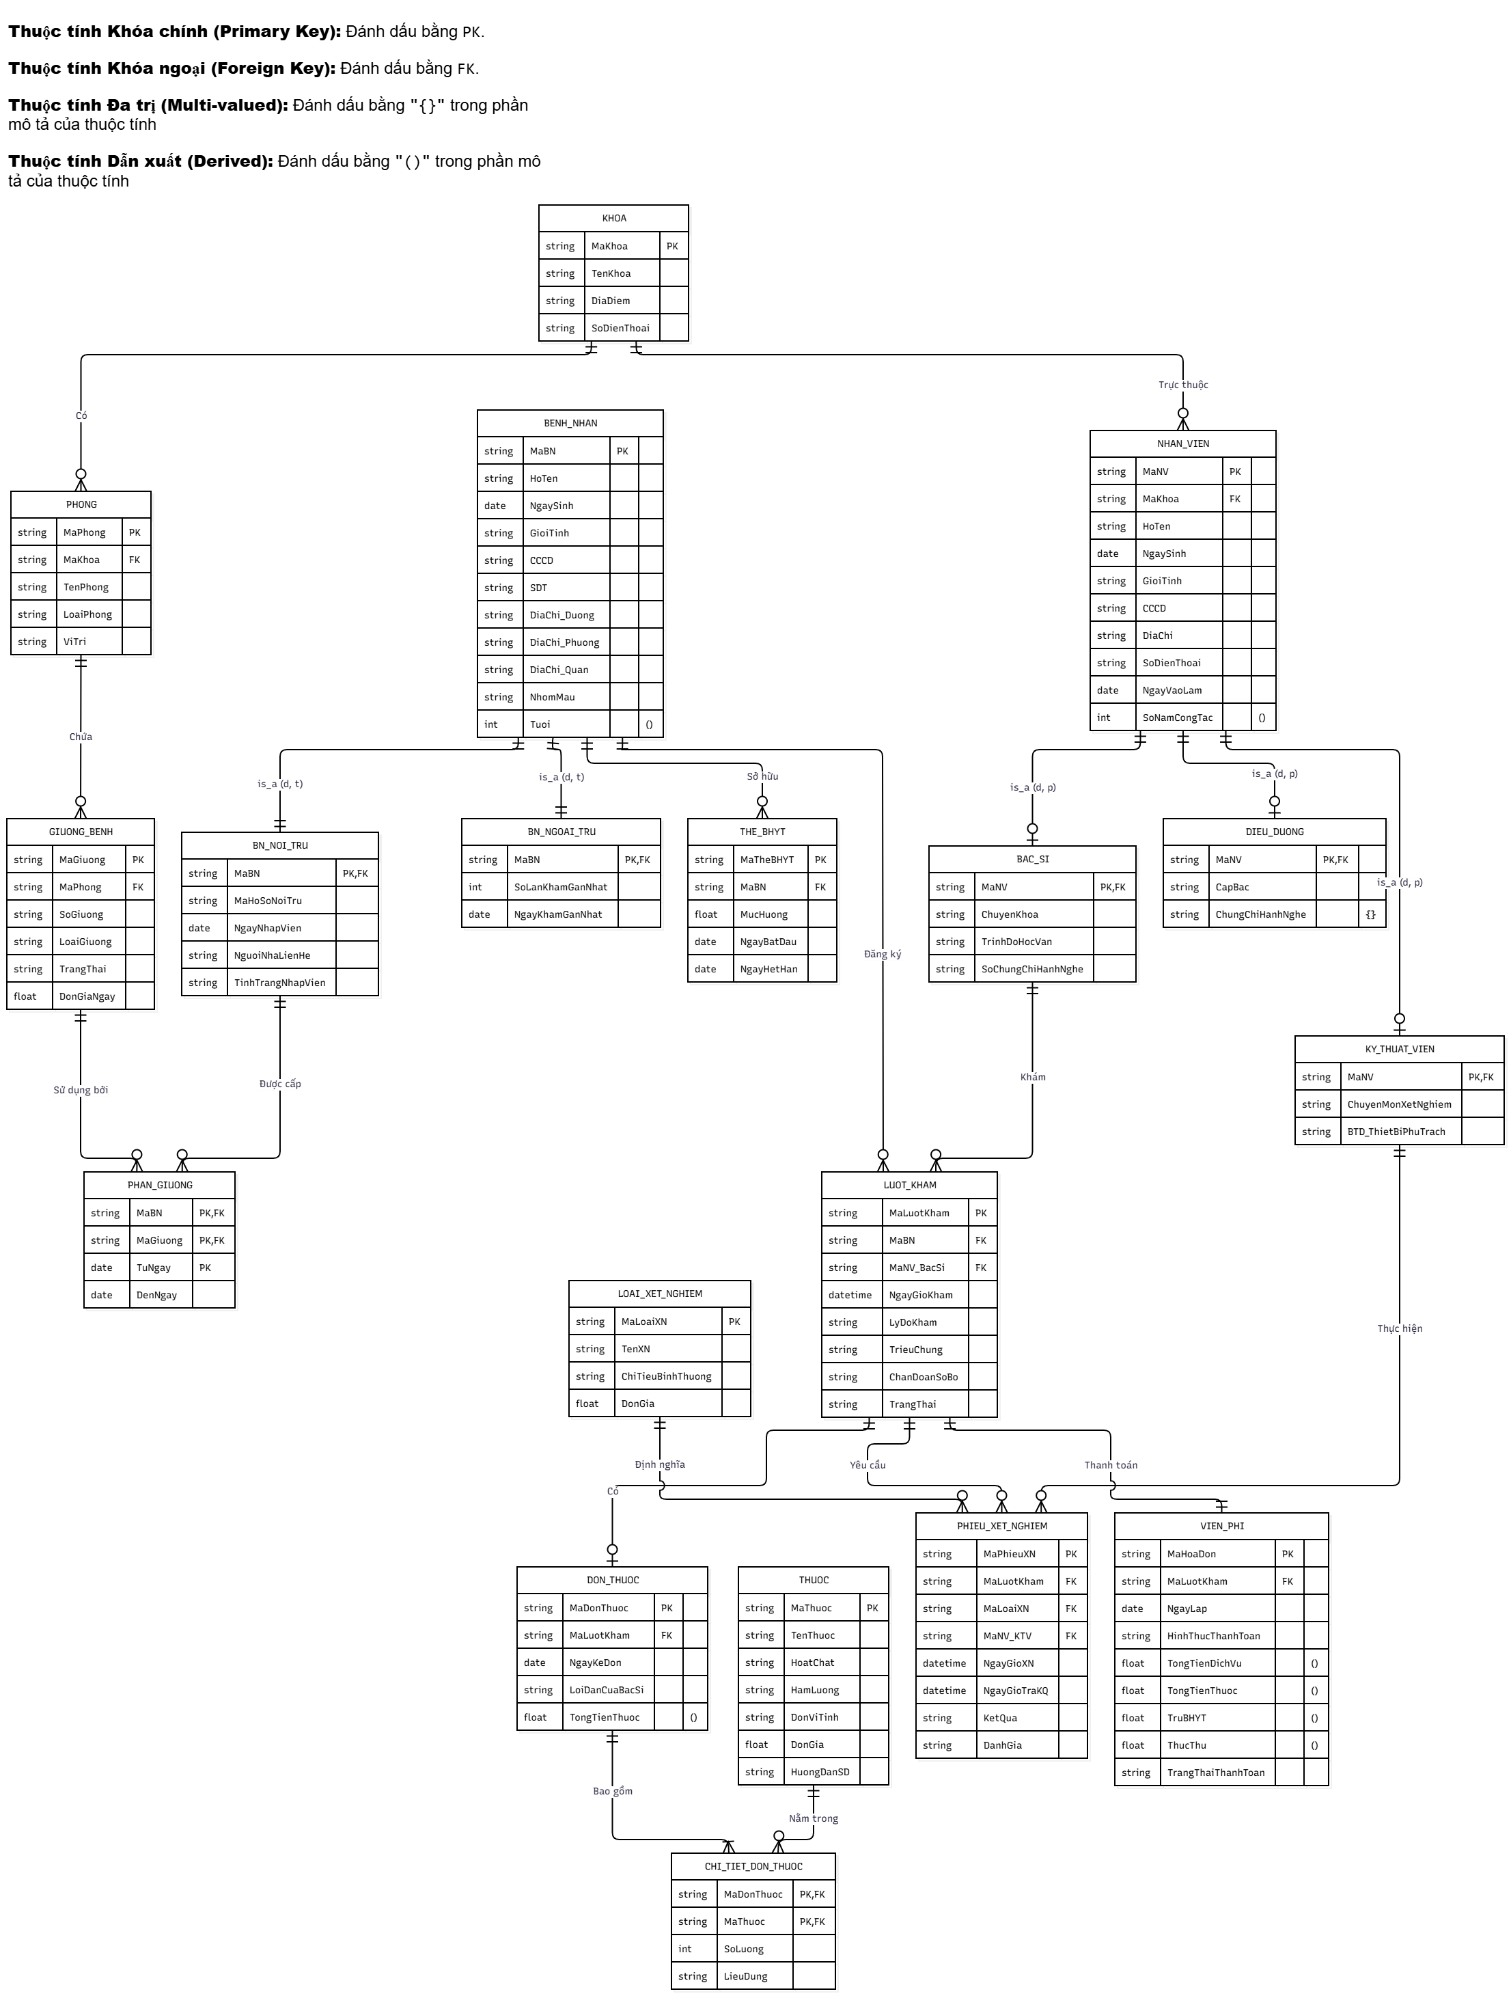 Thuộc tính Khóa chính (Primary Key): Đánh dấu bằng PK.
Thuộc tính Khóa ngoại (Foreign Key): Đánh dấu bằng FK.
Thuộc tính Đa trị (Multi-valued): Đánh dấu bằng "{}" trong phần
mô tả của thuộc tính
Thuộc tính Dẫn xuất (Derived): Đánh dấu bằng "()" trong phần mô
tả của thuộc tính
KHOA
string MaKhoa PK
string TenKhoa
string DiaDiem
string SoDienThoai
Có
Trực thuộc
PHONG
string MaPhong PK
string MaKhoa FK
string TenPhong
string LoaiPhong
string ViTri
BENH_NHAN
string MaBN PK
string HoTen
date NgaySinh
string GioiTinh
string CCCD
string SDT
string DiaChi_Duong
string DiaChi_Phuong
string DiaChi_Quan
string NhomMau
int Tuoi ()
NHAN_VIEN
string MaNV PK
string MaKhoa FK
string HoTen
date NgaySinh
string GioiTinh
string CCCD
string DiaChi
string SoDienThoai
date NgayVaoLam
int SoNamCongTac ()
Chứa
is_a (d, t)
is_a (d, t)
Sở hữu
Đăng ký
is_a (d, p)
is_a (d, p)
is_a (d, p)
GIUONG_BENH
string MaGiuong PK
string MaPhong FK
string SoGiuong
string LoaiGiuong
string TrangThai
float DonGiaNgay
BN_NOI_TRU
string MaBN PK,FK
string MaHoSoNoiTru
date NgayNhapVien
string NguoiNhaLienHe
string TinhTrangNhapVien
BN_NGOAI_TRU
string MaBN PK,FK
int SoLanKhamGanNhat
date NgayKhamGanNhat
THE_BHYT
string MaTheBHYT PK
string MaBN FK
float MucHuong
date NgayBatDau
date NgayHetHan
BAC_SI
string MaNV PK,FK
string ChuyenKhoa
string TrinhDoHocVan
string SoChungChiHanhNghe
DIEU_DUONG
string MaNV PK,FK
string CapBac
string ChungChiHanhNghe {}
KY_THUAT_VIEN
string MaNV PK,FK
string ChuyenMonXetNghiem
string BTD_ThietBiPhuTrach
Sử dụng bởi
Được cấp
Khám
Thực hiện
PHAN_GIUONG
string MaBN PK,FK
string MaGiuong PK,FK
date TuNgay PK
date DenNgay
LUOT_KHAM
string MaLuotKham PK
string MaBN FK
string MaNV_BacSi FK
datetime NgayGioKham
string LyDoKham
string TrieuChung
string ChanDoanSoBo
string TrangThai
LOAI_XET_NGHIEM
string MaLoaiXN PK
string TenXN
string ChiTieuBinhThuong
float DonGia
Định nghĩa
Yêu cầu
Thanh toán
Có
PHIEU_XET_NGHIEM
string MaPhieuXN PK
string MaLuotKham FK
string MaLoaiXN FK
string MaNV_KTV FK
datetime NgayGioXN
datetime NgayGioTraKQ
string KetQua
string DanhGia
VIEN_PHI
string MaHoaDon PK
string MaLuotKham FK
date NgayLap
string HinhThucThanhToan
float TongTienDichVu ()
float TongTienThuoc ()
float TruBHYT ()
float ThucThu ()
string TrangThaiThanhToan
DON_THUOC
string MaDonThuoc PK
string MaLuotKham FK
date NgayKeDon
string LoiDanCuaBacSi
float TongTienThuoc ()
THUOC
string MaThuoc PK
string TenThuoc
string HoatChat
string HamLuong
string DonViTinh
float DonGia
string HuongDanSD
Bao gồm
Nằm trong
CHI_TIET_DON_THUOC
string MaDonThuoc PK,FK
string MaThuoc PK,FK
int SoLuong
string LieuDung